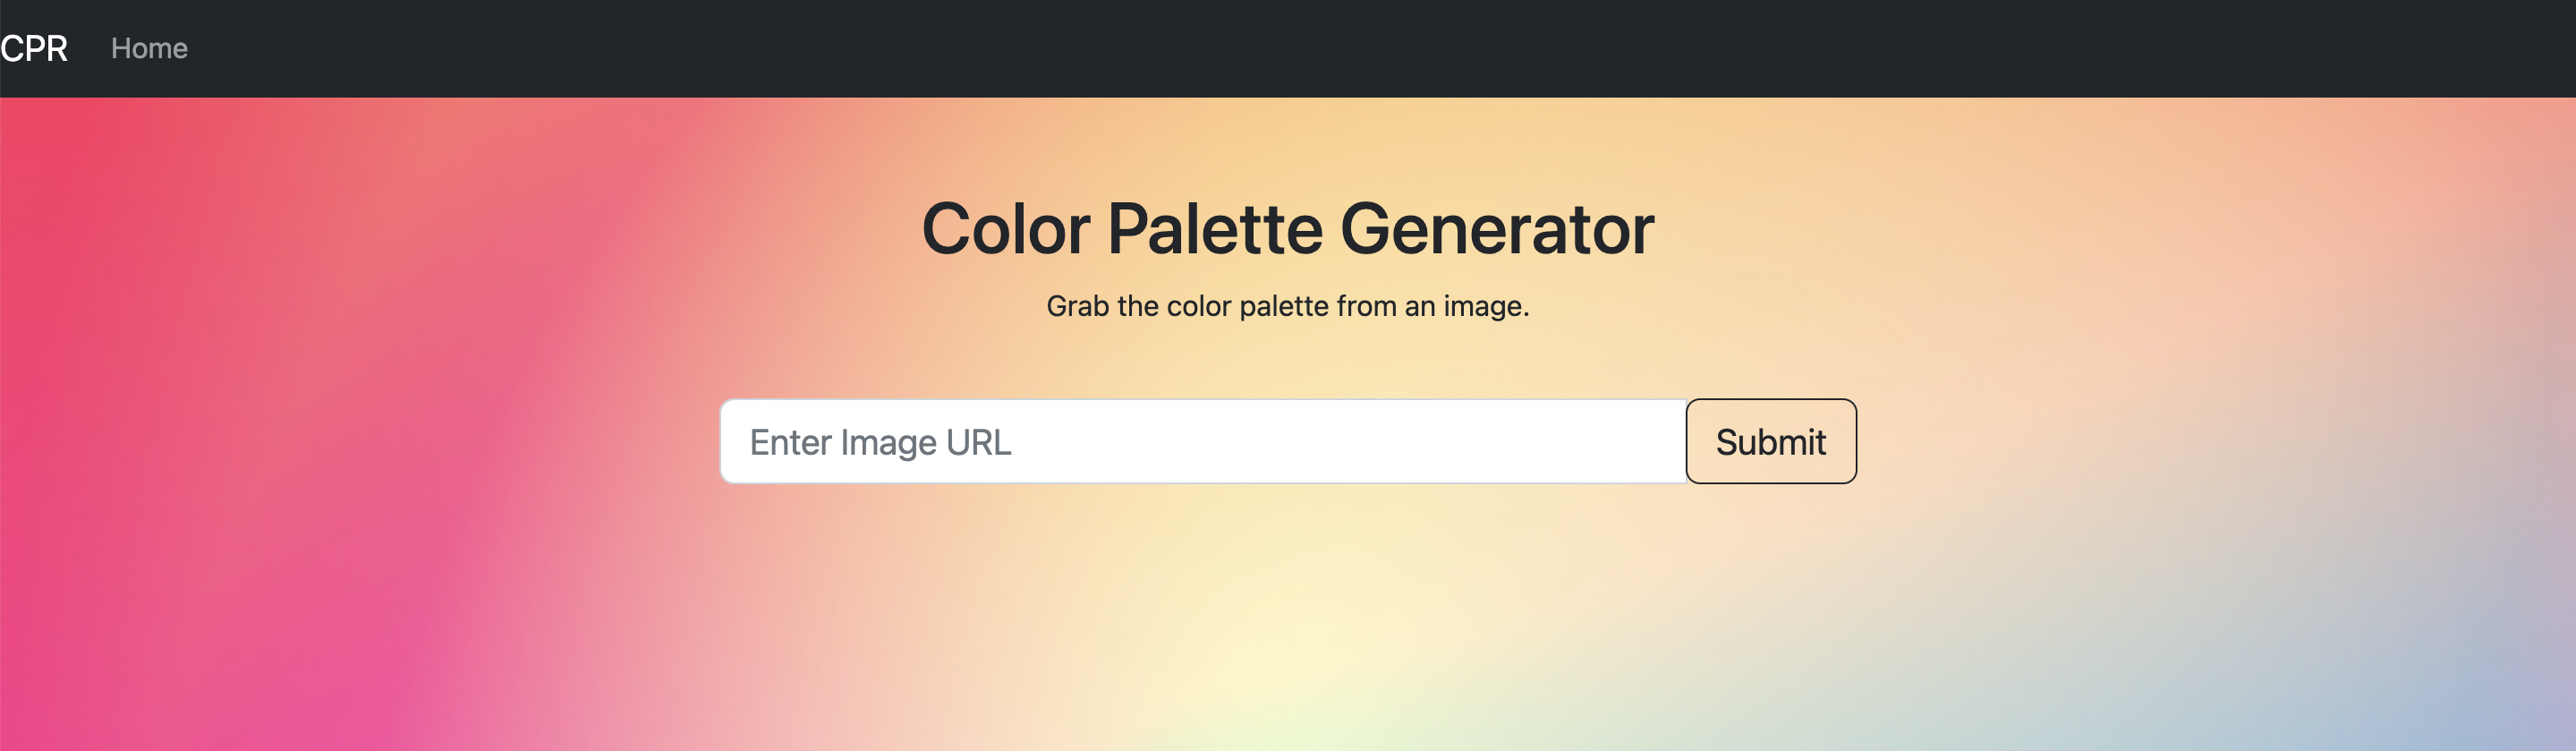 CPR Home
Color Palette Generator
Grab the color palette from an image.
Enter Image URL Submit